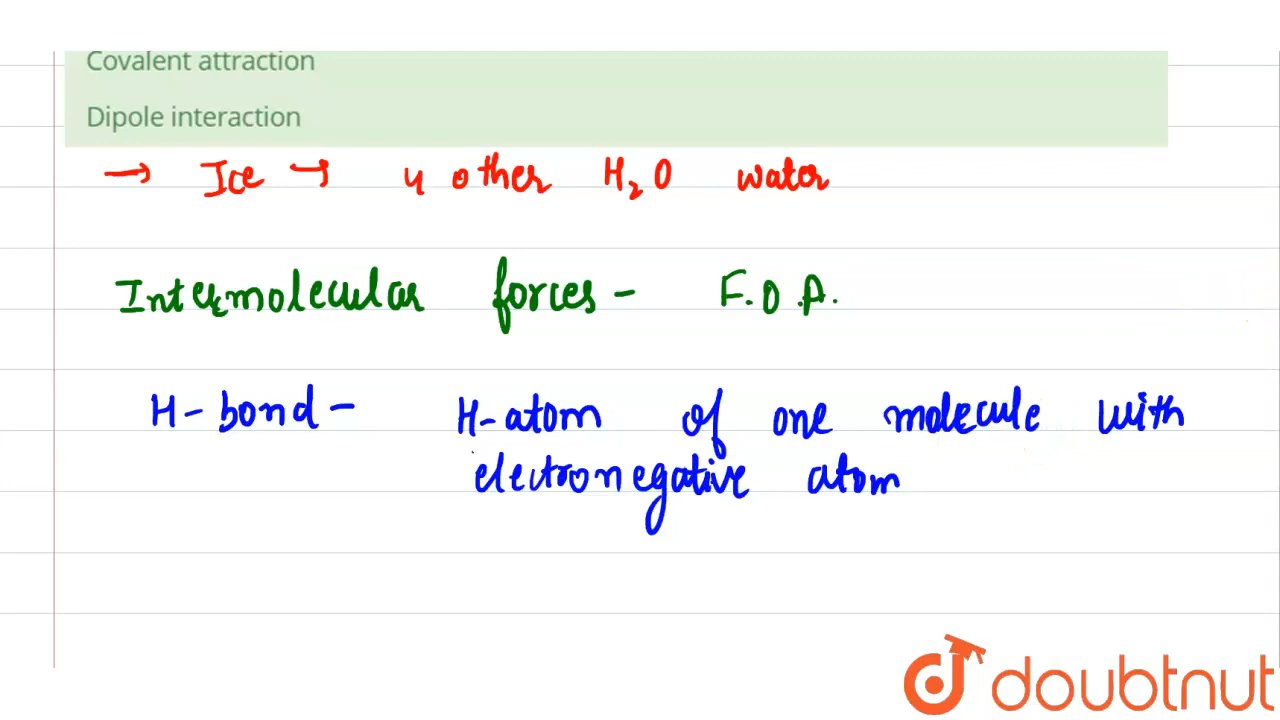 Covalent attraction
Dipole interaction
→ Ice → 4 other H₂O water
Intermolecular forces - F.O.A.
H-bond - H-atom of one molecule with
electronegative atom
doubtnut